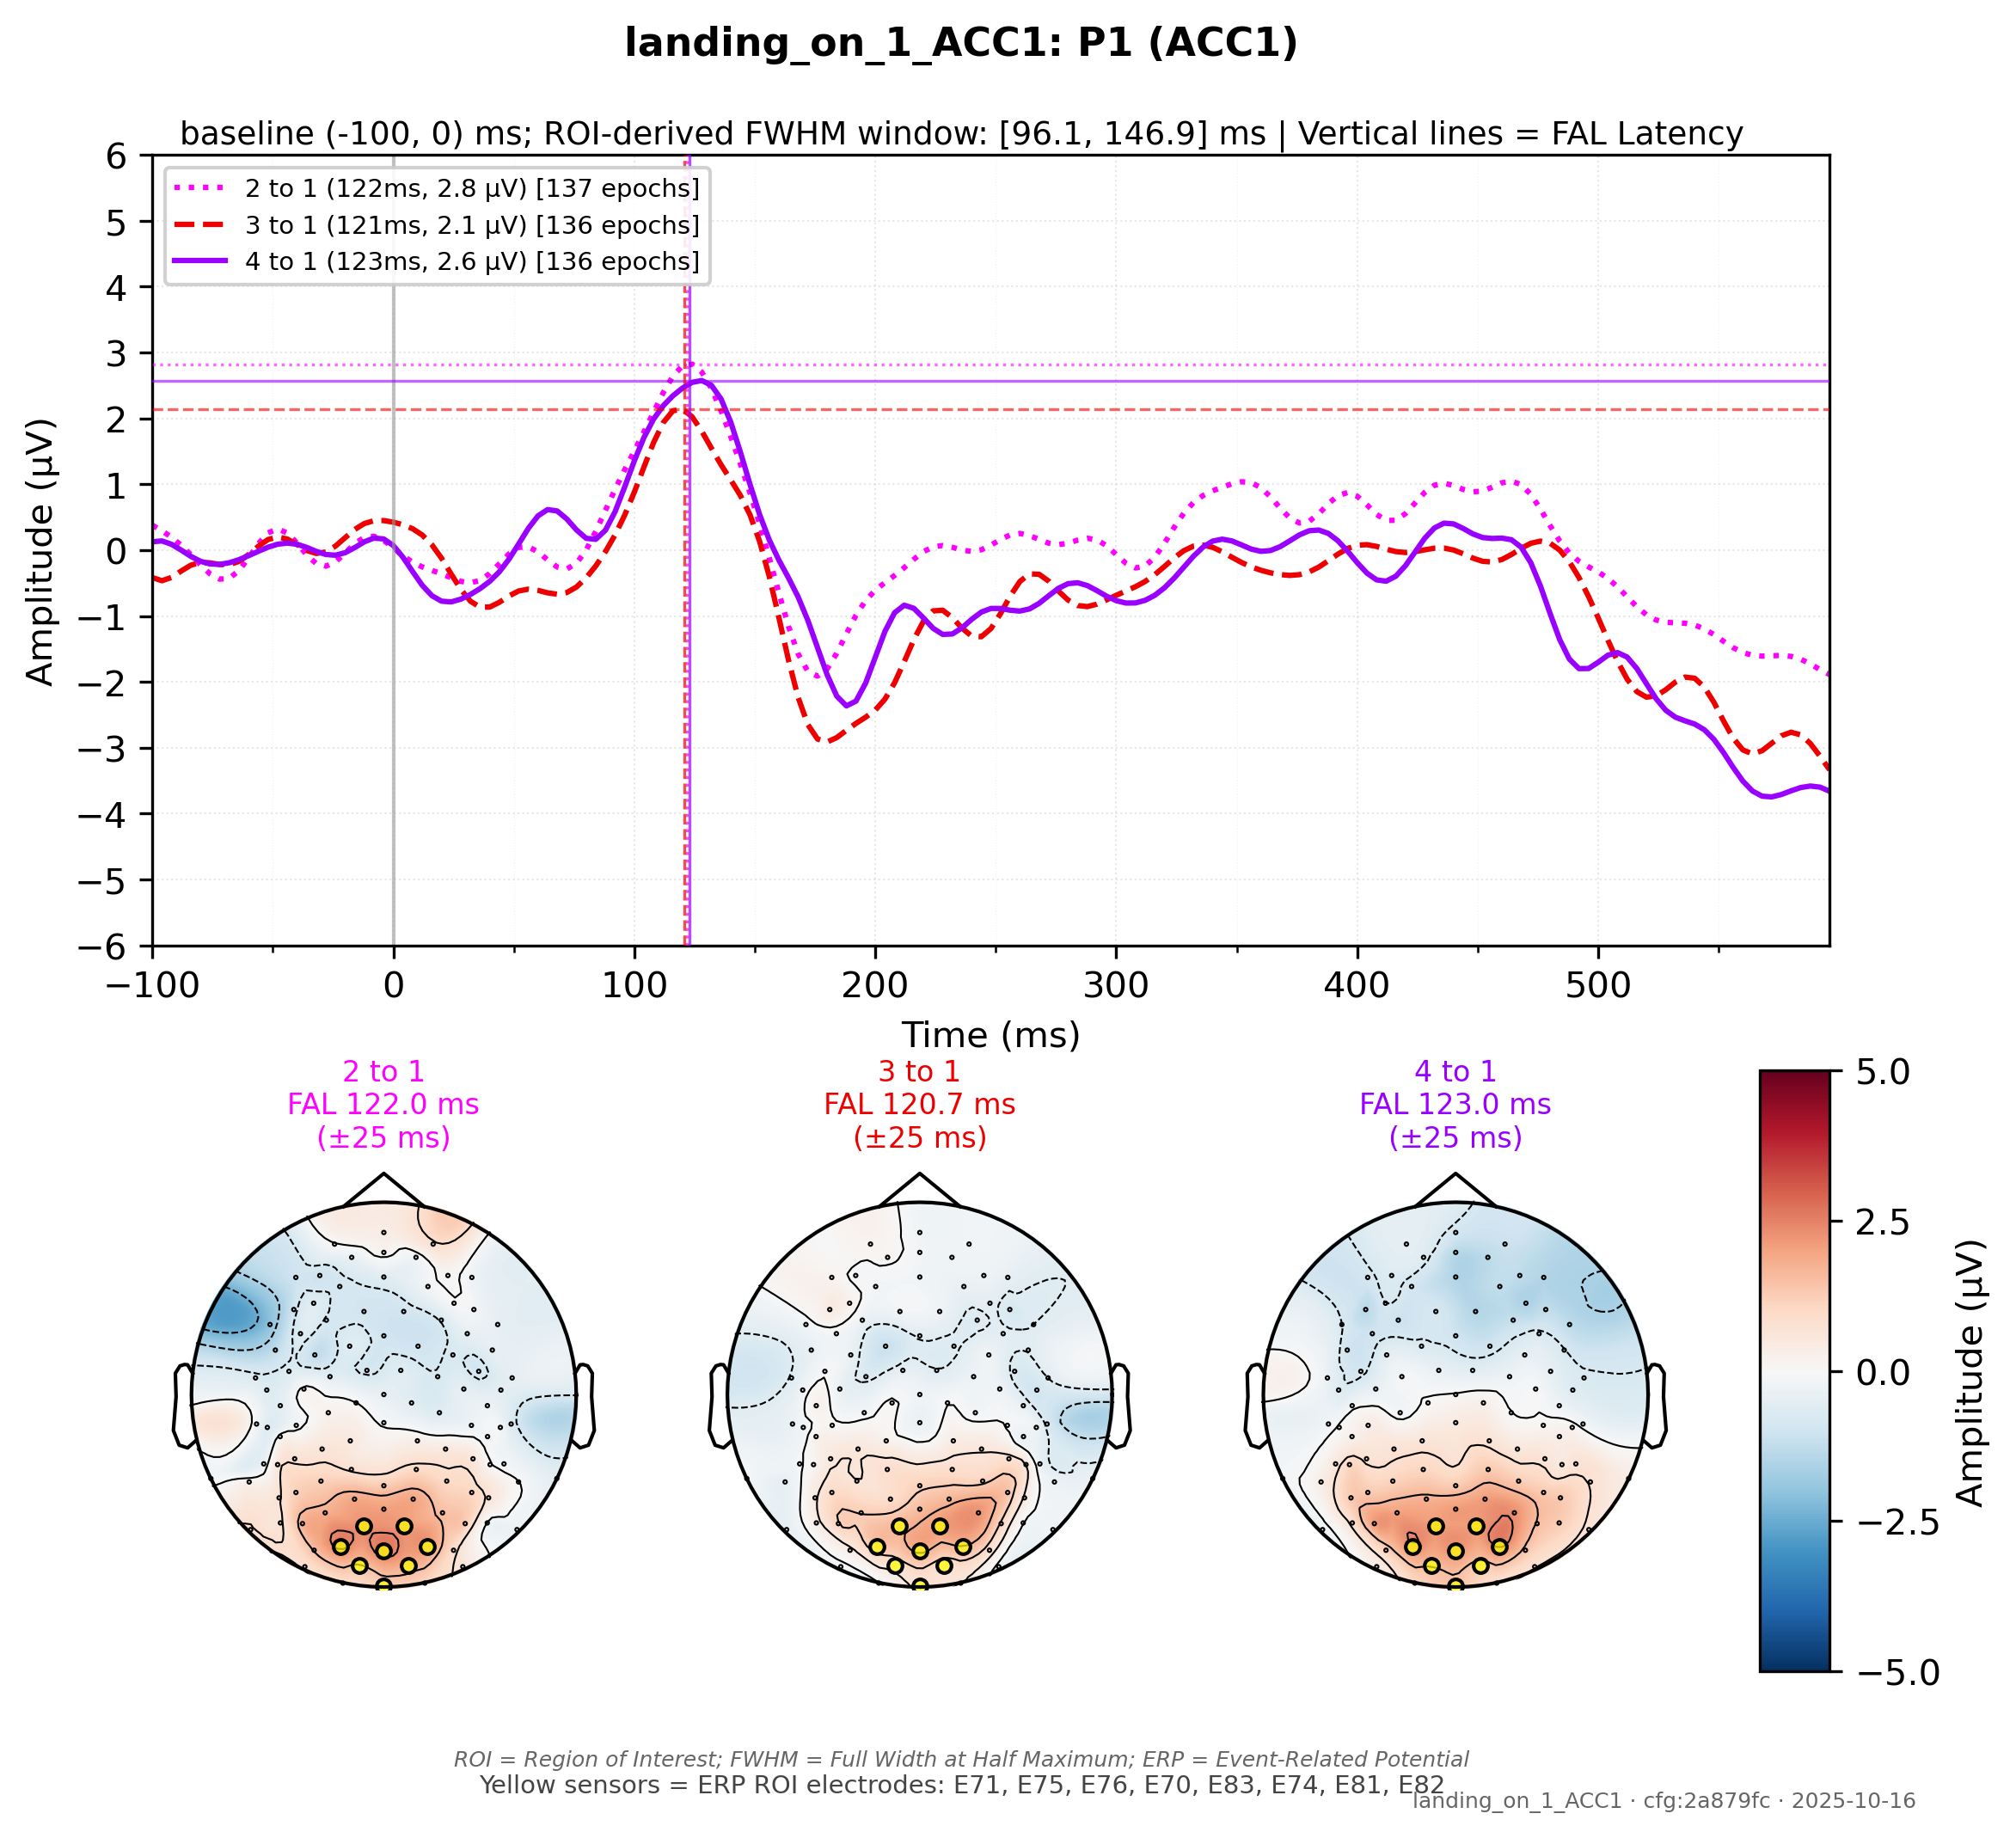 landing_on_1_ACC1: P1 (ACC1)
baseline (-100, 0) ms; ROI-derived FWHM window: [96.1, 146.9] ms | Vertical lines = FAL Latency
2 to 1 (122ms, 2.8 µV) [137 epochs]
3 to 1 (121ms, 2.1 µV) [136 epochs]
4 to 1 (123ms, 2.6 µV) [136 epochs]
6
5
4
3
2
1
0
−1
−2
−3
−4
−5
−6
Amplitude (µV)
−100 0 100 200 300 400 500
Time (ms)
2 to 1
FAL 122.0 ms
(±25 ms)
3 to 1
FAL 120.7 ms
(±25 ms)
4 to 1
FAL 123.0 ms
(±25 ms)
5.0
2.5
0.0
−2.5
−5.0
Amplitude (µV)
ROI = Region of Interest; FWHM = Full Width at Half Maximum; ERP = Event-Related Potential
Yellow sensors = ERP ROI electrodes: E71, E75, E76, E70, E83, E74, E81, E82
landing_on_1_ACC1 · cfg:2a879fc · 2025-10-16